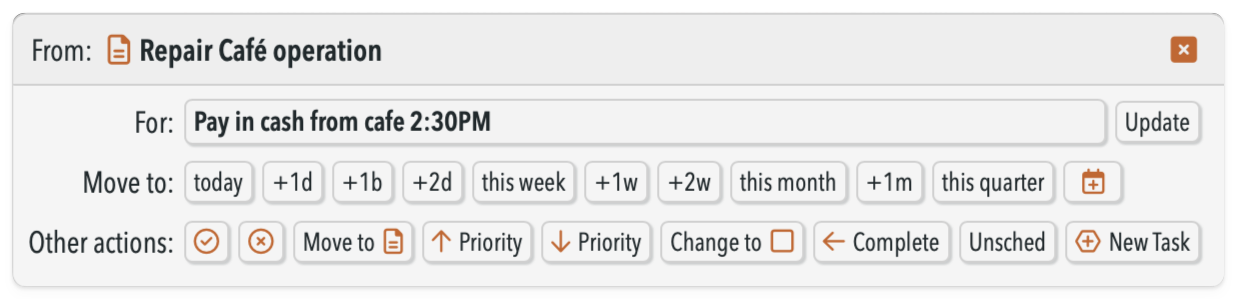 From: Repair Café operation
For: Pay in cash from cafe 2:30PM Update
Move to: today +1d +1b +2d this week +1w +2w this month +1m this quarter
Other actions: Move to Priority Priority Change to Complete Unsched New Task